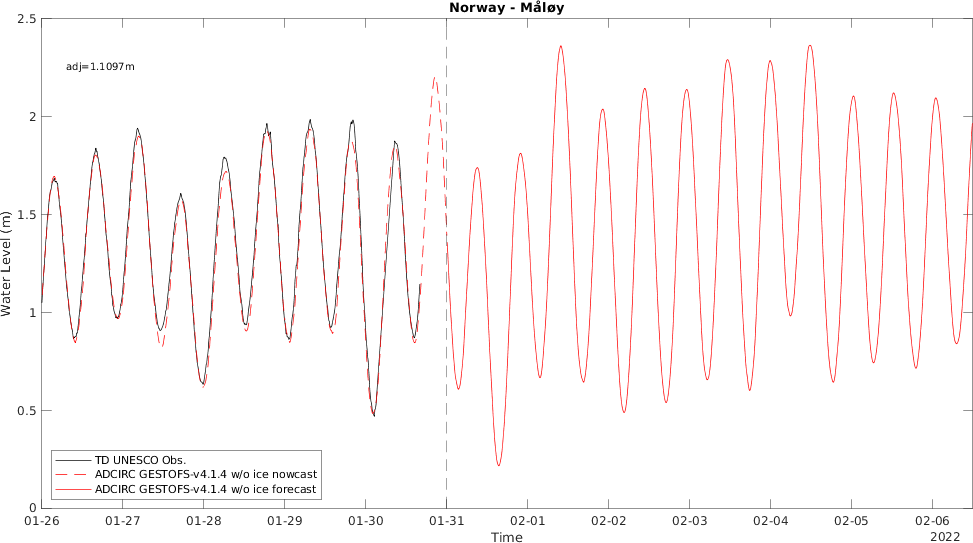 Norway - Måløy
adj=1.1097m
2.5
2
1.5
1
0.5
0
Water Level (m)
TD UNESCO Obs.
ADCIRC GESTOFS-v4.1.4 w/o ice nowcast
ADCIRC GESTOFS-v4.1.4 w/o ice forecast
01-26 01-27 01-28 01-29 01-30 01-31 02-01 02-02 02-03 02-04 02-05 02-06
Time
2022